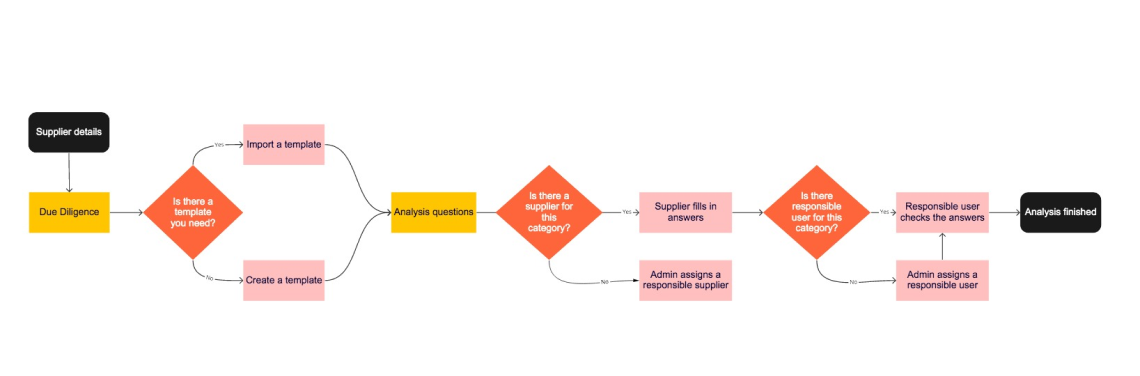 Supplier details
Due Diligence
Is there a
template
you need?
Yes
Import a template
No
Create a template
Analysis questions
Is there a
supplier for
this
category?
Yes
Supplier fills in
answers
No
Admin assigns a
responsible supplier
Is there
responsible
user for this
category?
Yes
Responsible user
checks the answers
No
Admin assigns a
responsible user
Analysis finished